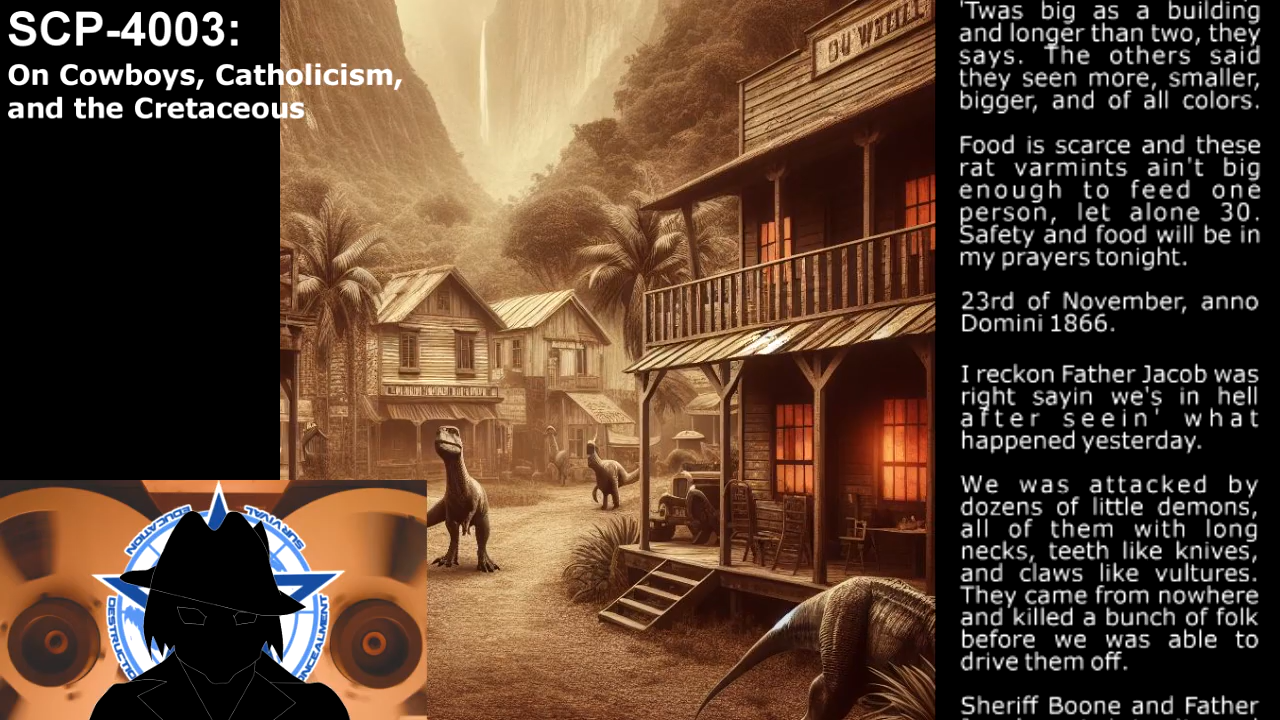 SCP-4003:
On Cowboys, Catholicism,
and the Cretaceous
EDUCATION
SURVIVAL
'Twas big as a building
and longer than two, they
says. The others said
they seen more, smaller,
bigger, and of all colors.
Food is scarce and these
rat varmints ain't big
enough to feed one
person, let alone 30.
Safety and food will be in
my prayers tonight.
23rd of November, anno
Domini 1866.
I reckon Father Jacob was
right sayin we's in hell
after seein' what
happened yesterday.
We was attacked by
dozens of little demons,
all of them with long
necks, teeth like knives,
and claws like vultures.
They came from nowhere
and killed a bunch of folk
before we was able to
drive them off.
Sheriff Boone and Father